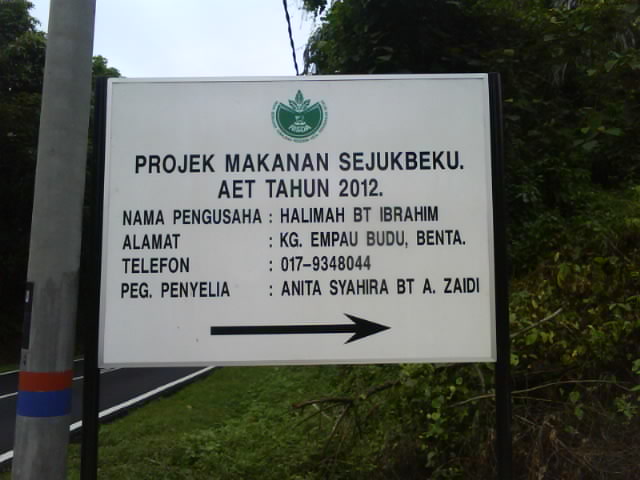 RISDA
PROJEK MAKANAN SEJUKBEKU.
AET TAHUN 2012.
NAMA PENGUSAHA : HALIMAH BT IBRAHIM
ALAMAT : KG. EMPAU BUDU, BENTA.
TELEFON : 017-9348044
PEG. PENYELIA : ANITA SYAHIRA BT A. ZAIDI